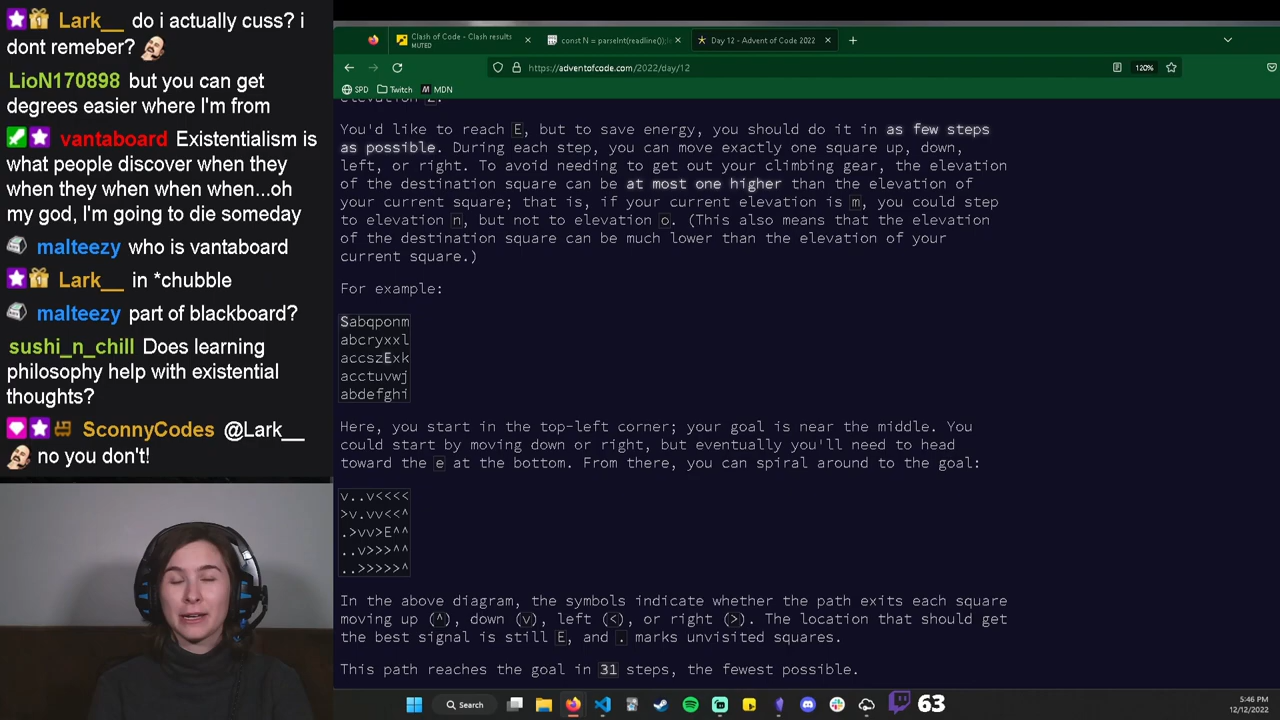 Lark__ do i actually cuss? i
dont remeber?
LioN170898 but you can get
degrees easier where I'm from
vantaboard Existentialism is
what people discover when they
when they when when when...oh
my god, I'm going to die someday
malteezy who is vantaboard
Lark__ in *chubble
malteezy part of blackboard?
sushi_n_chill Does learning
philosophy help with existential
thoughts?
SconnyCodes @Lark__
no you don't!
Clash of Code - Clash results
MUTED
const N = parseInt(readline());
Day 12 - Advent of Code 2022
https://adventofcode.com/2022/day/12
120%
SPD Twitch MDN
elevation z.
You'd like to reach E, but to save energy, you should do it in as few steps
as possible. During each step, you can move exactly one square up, down,
left, or right. To avoid needing to get out your climbing gear, the elevation
of the destination square can be at most one higher than the elevation of
your current square; that is, if your current elevation is m, you could step
to elevation n, but not to elevation o. (This also means that the elevation
of the destination square can be much lower than the elevation of your
current square.)
For example:
Sabqponm
abcryxxl
accszExk
acctuvwj
abdefghi
Here, you start in the top-left corner; your goal is near the middle. You
could start by moving down or right, but eventually you'll need to head
toward the e at the bottom. From there, you can spiral around to the goal:
v..v<<<<
>v.vv<<^
.>vv>E^^
..v>>>^^
..>>>>>^
In the above diagram, the symbols indicate whether the path exits each square
moving up (^), down (v), left (<), or right (>). The location that should get
the best signal is still E, and . marks unvisited squares.
This path reaches the goal in 31 steps, the fewest possible.
Search
63
5:46 PM
12/12/2022